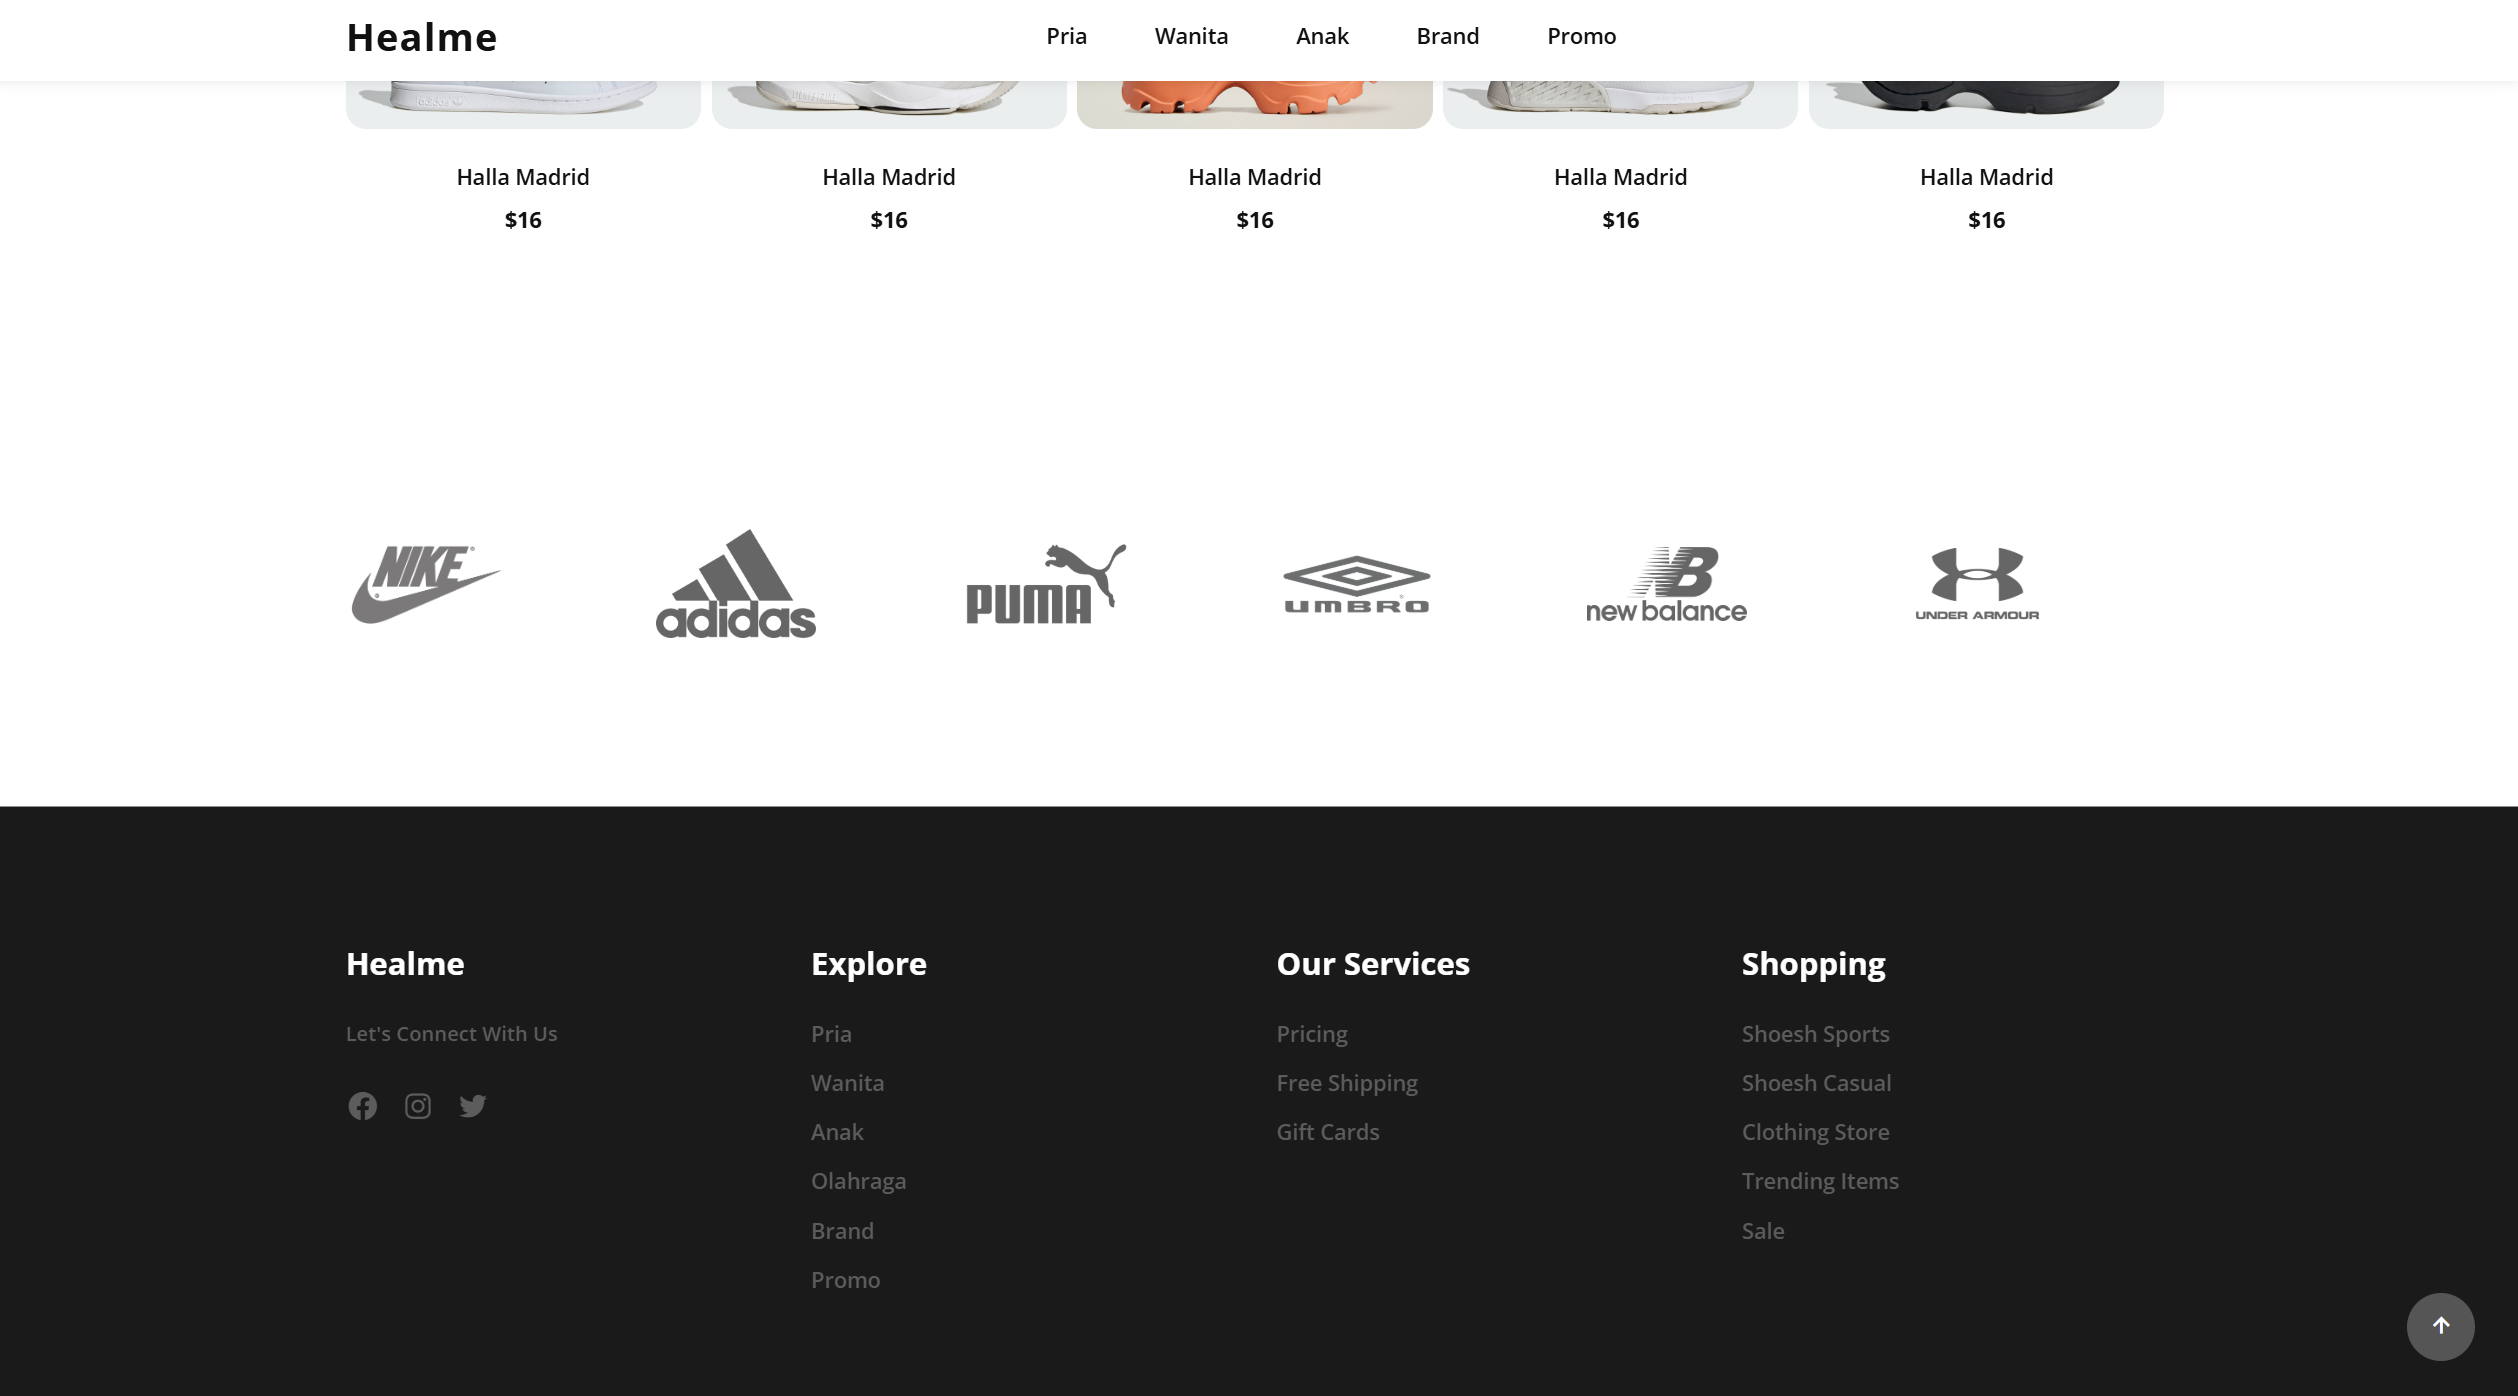 Healme
Pria
Wanita
Anak
Brand
Promo
adidas
Halla Madrid
$16
Halla Madrid
$16
Halla Madrid
$16
Halla Madrid
$16
Halla Madrid
$16
NIKE
adidas
PUMA
UMBRO
new balance
UNDER ARMOUR
Healme
Let's Connect With Us
Explore
Pria
Wanita
Anak
Olahraga
Brand
Promo
Our Services
Pricing
Free Shipping
Gift Cards
Shopping
Shoesh Sports
Shoesh Casual
Clothing Store
Trending Items
Sale